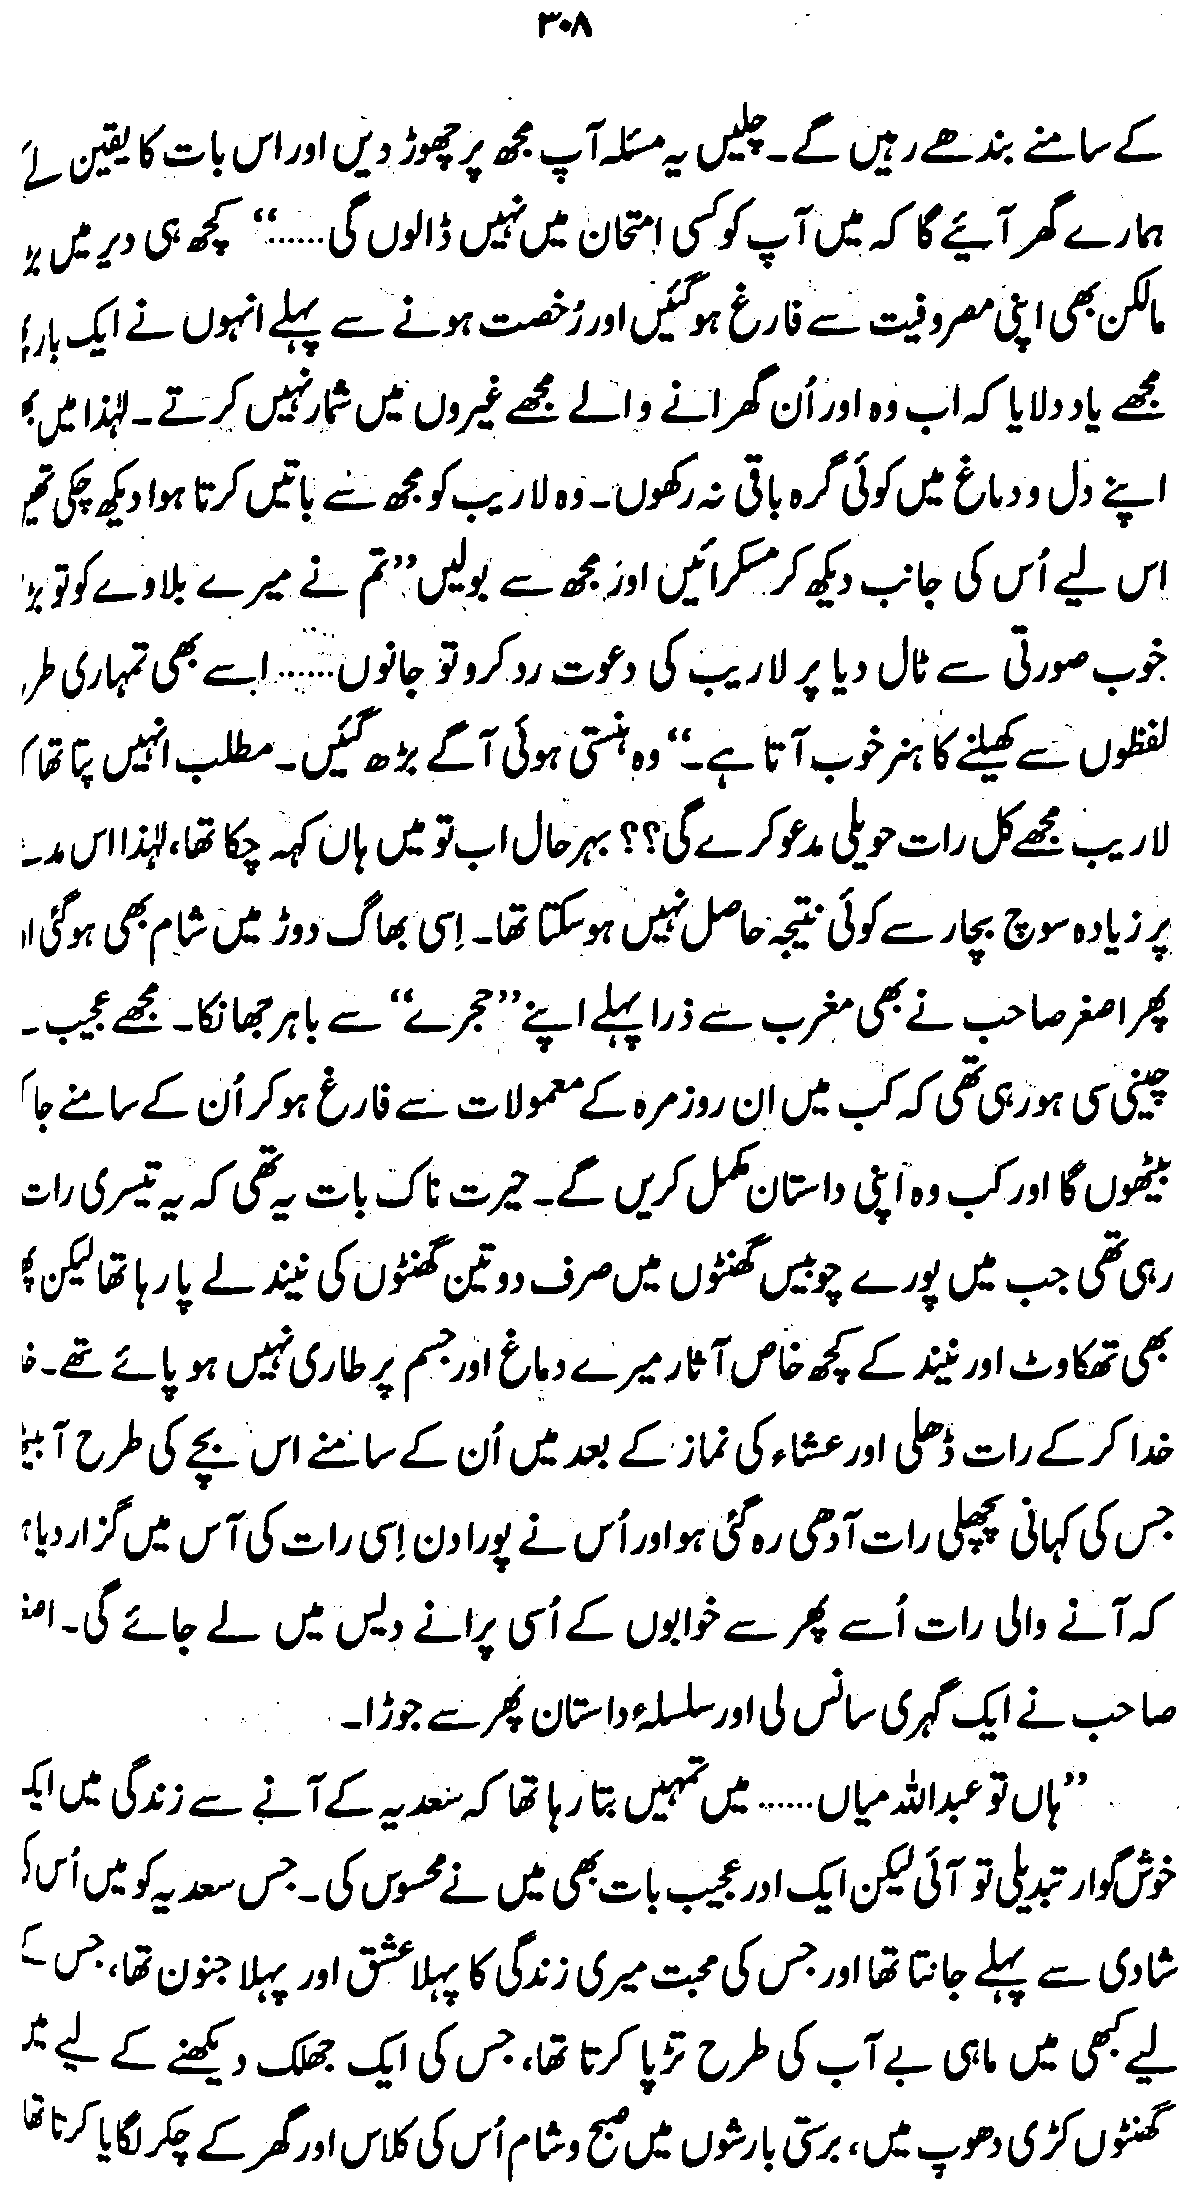 ۳۰۸
کے سامنے بندھے رہیں گے۔ چلیں یہ مسئلہ آپ مجھ پر چھوڑ دیں اور اس بات کا یقین لے
ہمارے گھر آئیے گا کہ میں آپ کو کسی امتحان میں نہیں ڈالوں گی......“ کچھ ہی دیر میں
مالکن بھی اپنی مصروفیت سے فارغ ہو گئیں اور رُخصت ہونے سے پہلے انہوں نے ایک بار
مجھے یاد دلایا کہ اب وہ اور اُن گھرانے والے مجھے غیروں میں شمار نہیں کرتے۔ لہٰذا میں
اپنے دل و دماغ میں کوئی گرہ باقی نہ رکھوں۔ وہ لاریب کو مجھ سے باتیں کرتا ہوا دیکھ چکی
اس لیے اُس کی جانب دیکھ کر مسکرائیں اور مجھ سے بولیں ”تم نے میرے بلاوے کو تو
خوب صورتی سے ٹال دیا پر لاریب کی دعوت رد کرو تو جانوں...... اسے بھی تمہاری
لفظوں سے کھیلنے کا ہنر خوب آتا ہے۔“ وہ ہنستی ہوئی آگے بڑھ گئیں۔ مطلب انہیں پتا تھا
لاریب مجھے کل رات حویلی مدعو کرے گی؟؟ بہرحال اب تو میں ہاں کہہ چکا تھا، لہٰذا اس
پر زیادہ سوچ بچار سے کوئی نتیجہ حاصل نہیں ہو سکتا تھا۔ اِسی بھاگ دوڑ میں شام بھی ہو گئی
پھر اصغر صاحب نے بھی مغرب سے ذرا پہلے اپنے ”حجرے“ سے باہر جھانکا۔ مجھے عجیب
چینی سی ہو رہی تھی کہ کب میں اِن روزمرہ کے معمولات سے فارغ ہو کر اُن کے سامنے جا
بیٹھوں گا اور کب وہ اپنی داستان مکمل کریں گے۔ حیرت ناک بات یہ تھی کہ یہ تیسری رات
رہی تھی جب میں پورے چوبیس گھنٹوں میں صرف دو تین گھنٹوں کی نیند لے پا رہا تھا لیکن
بھی تھکاوٹ اور نیند کے کچھ خاص آثار میرے دماغ اور جسم پر طاری نہیں ہو پائے تھے۔
خدا کر کے رات ڈھلی اور عشاء کی نماز کے بعد میں اُن کے سامنے اس بچے کی طرح آ
جس کی کہانی پچھلی رات آدھی رہ گئی ہو اور اُس نے پورا دن اِسی رات کی آس میں گزار دیا
کہ آنے والی رات اُسے پھر سے خوابوں کے اُسی پرانے دیس میں لے جائے گی۔
صاحب نے ایک گہری سانس لی اور سلسلۂ داستان پھر سے جوڑا۔
”ہاں تو عبداللہ میاں...... میں تمہیں بتا رہا تھا کہ سعدیہ کے آنے سے زندگی میں
خوش گوار تبدیلی تو آئی لیکن ایک اور عجیب بات بھی میں نے محسوس کی۔ جس سعدیہ کو میں اُس
شادی سے پہلے جانتا تھا اور جس کی محبت میری زندگی کا پہلا عشق اور پہلا جنون تھا، جس
لیے کبھی میں ماہی بے آب کی طرح تڑپا کرتا تھا، جس کی ایک جھلک دیکھنے کے لیے
گھنٹوں کڑی دھوپ میں، برستی بارشوں میں صبح و شام اُس کی کلاس اور گھر کے چکر لگایا کرتا تھا